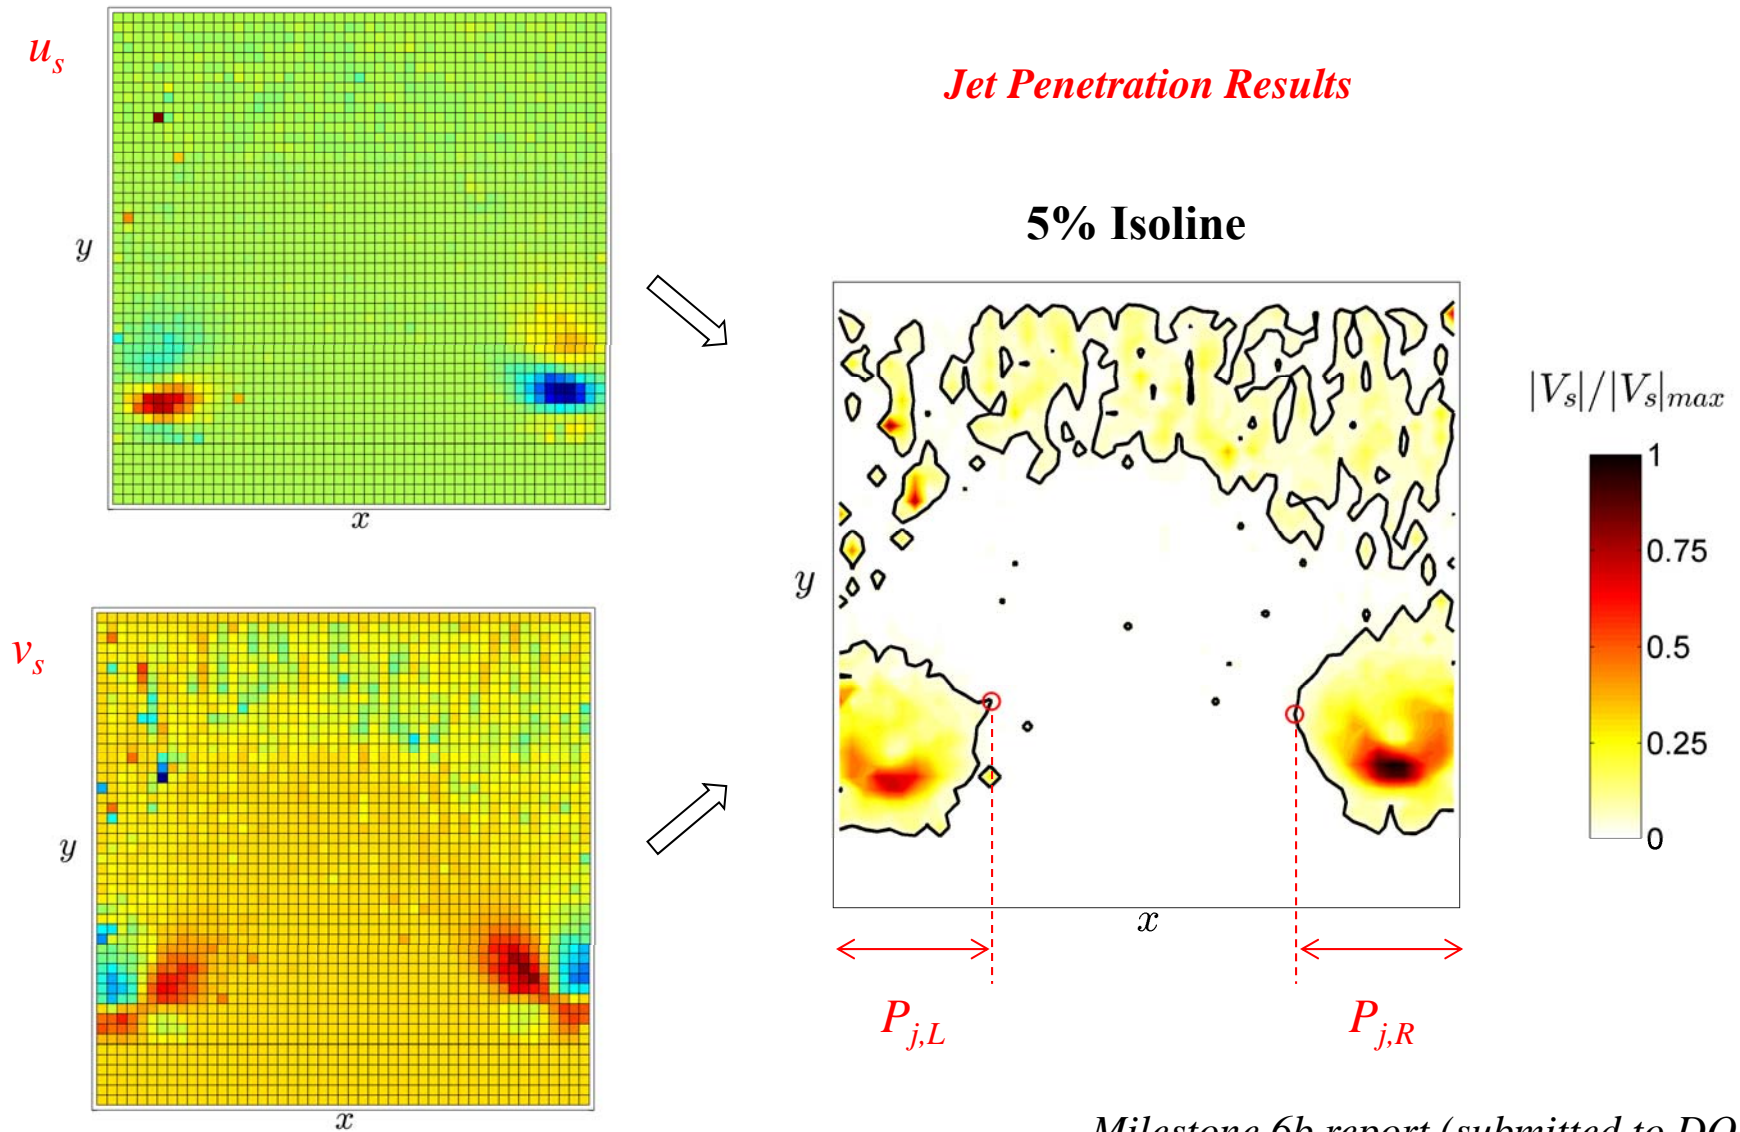 u_s
Jet Penetration Results
5% Isoline
y
x
|V_s|/|V_s|_max
1
0.75
0.5
0.25
0
y
x
v_s
y
x
P_j,L
P_j,R
Milestone 6b report (submitted to DO